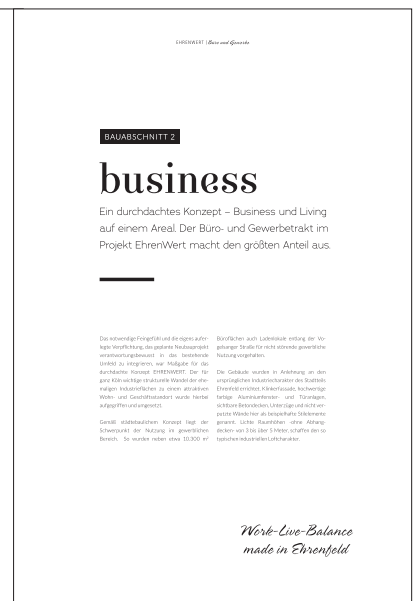 EHRENWERT | Büro und Gewerbe
BAUABSCHNITT 2
business
Ein durchdachtes Konzept – Business und Living
auf einem Areal. Der Büro- und Gewerbetrakt im
Projekt EhrenWert macht den größten Anteil aus.
Das notwendige Feingefühl und die eigens aufer-
legte Verpflichtung, das geplante Neubauprojekt
verantwortungsbewusst in das bestehende
Umfeld zu integrieren, war Maßgabe für das
durchdachte Konzept EHRENWERT. Der für
ganz Köln wichtige strukturelle Wandel der ehe-
maligen Industrieflächen zu einem attraktiven
Wohn- und Geschäftsstandort wurde hierbei
aufgegriffen und umgesetzt.
Gemäß städtebaulichem Konzept liegt der
Schwerpunkt der Nutzung im gewerblichen
Bereich. So wurden neben etwa 10.300 m²
Büroflächen auch Ladenlokale entlang der Vo-
gelsanger Straße für nicht störende gewerbliche
Nutzung vorgehalten.
Die Gebäude wurden in Anlehnung an den
ursprünglichen Industriecharakter des Stadtteils
Ehrenfeld errichtet. Klinkerfassade, hochwertige
farbige Aluminiumfenster- und Türanlagen,
sichtbare Betondecken, Unterzüge und nicht ver-
putzte Wände hier als beispielhafte Stilelemente
genannt. Lichte Raumhöhen -ohne Abhang-
decken- von 3 bis über 5 Meter, schaffen den so
typischen industriellen Loftcharakter.
Work-Live-Balance
made in Ehrenfeld